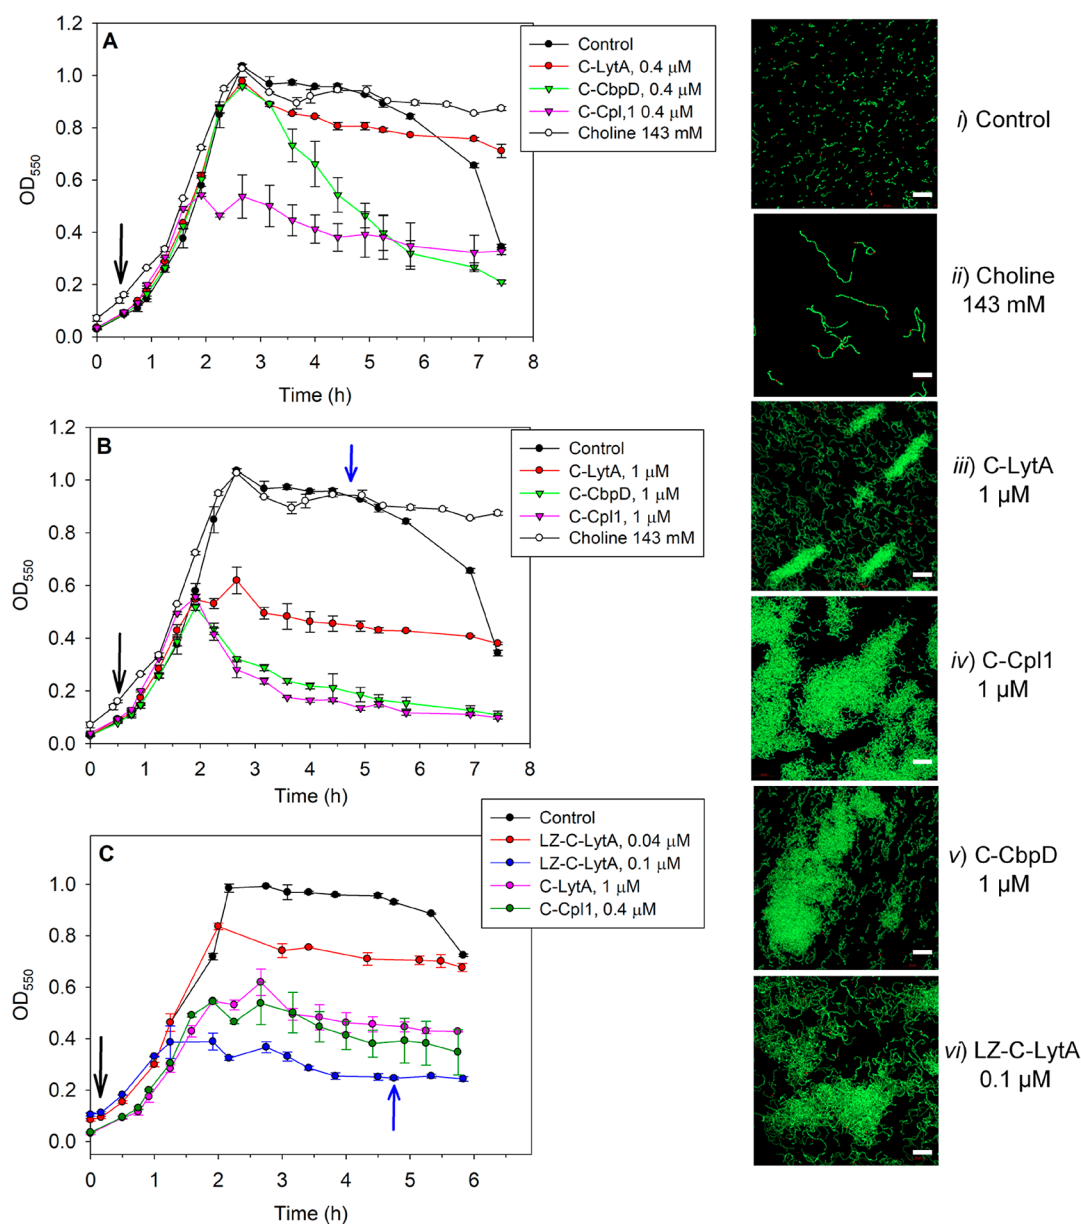 A
1.2
1.0
0.8
0.6
0.4
0.2
0.0
OD550
0 1 2 3 4 5 6 7 8
Time (h)
Control
C-LytA, 0.4 μM
C-CbpD, 0.4 μM
C-Cpl,1 0.4 μM
Choline 143 mM
B
1.2
1.0
0.8
0.6
0.4
0.2
0.0
OD550
0 1 2 3 4 5 6 7 8
Time (h)
Control
C-LytA, 1 μM
C-CbpD, 1 μM
C-Cpl1, 1 μM
Choline 143 mM
C
1.0
0.8
0.6
0.4
0.2
0.0
OD550
0 1 2 3 4 5 6
Time (h)
Control
LZ-C-LytA, 0.04 μM
LZ-C-LytA, 0.1 μM
C-LytA, 1 μM
C-Cpl1, 0.4 μM
i) Control
ii) Choline
143 mM
iii) C-LytA
1 μM
iv) C-Cpl1
1 μM
v) C-CbpD
1 μM
vi) LZ-C-LytA
0.1 μM